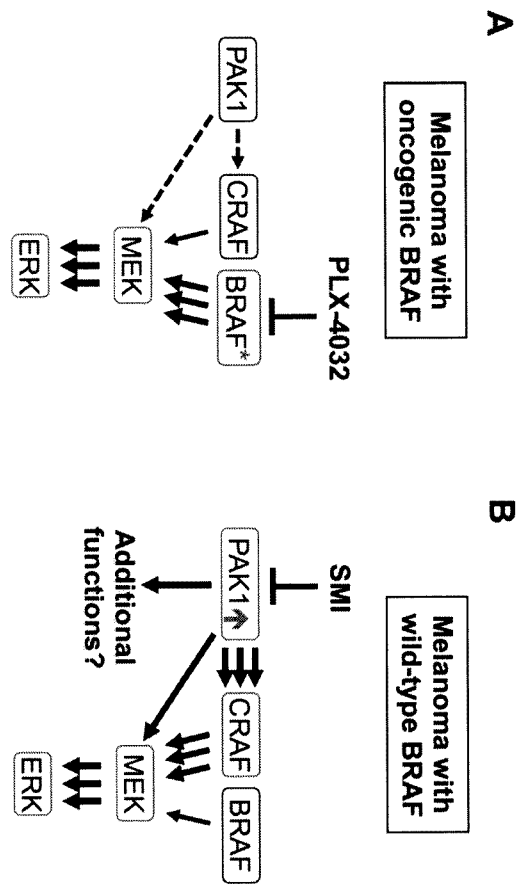 A
Melanoma with
oncogenic BRAF
PLX-4032
PAK1
CRAF
BRAF*
MEK
ERK
B
Melanoma with
wild-type BRAF
SMI
PAK1
CRAF
BRAF
Additional
functions?
MEK
ERK